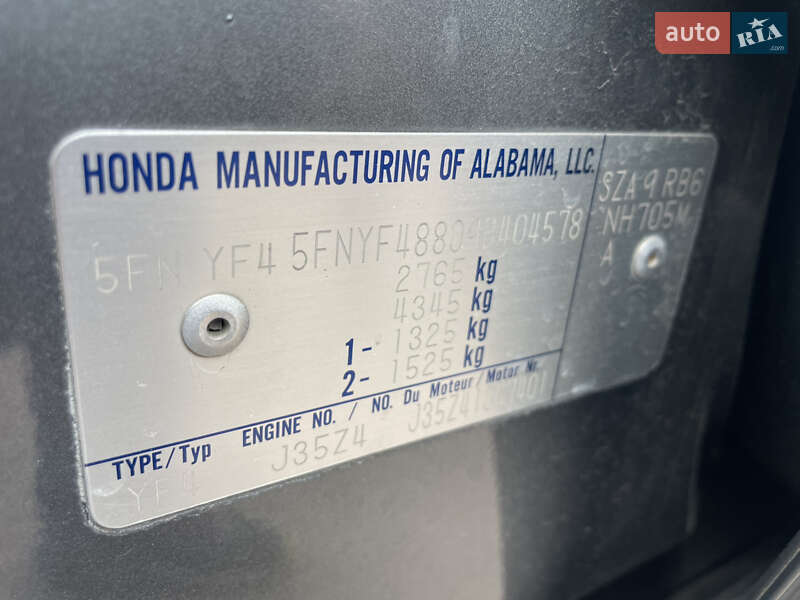 auto RIA.com
HONDA MANUFACTURING OF ALABAMA, LLC.
SZA 9 RB6
NH705M
A
5FN YF4
2765 kg
4345 kg
1- 1325 kg
2- 1525 kg
TYPE/Typ ENGINE NO. / NO. Du Moteur/Motor Nr.
YF4 J35Z4